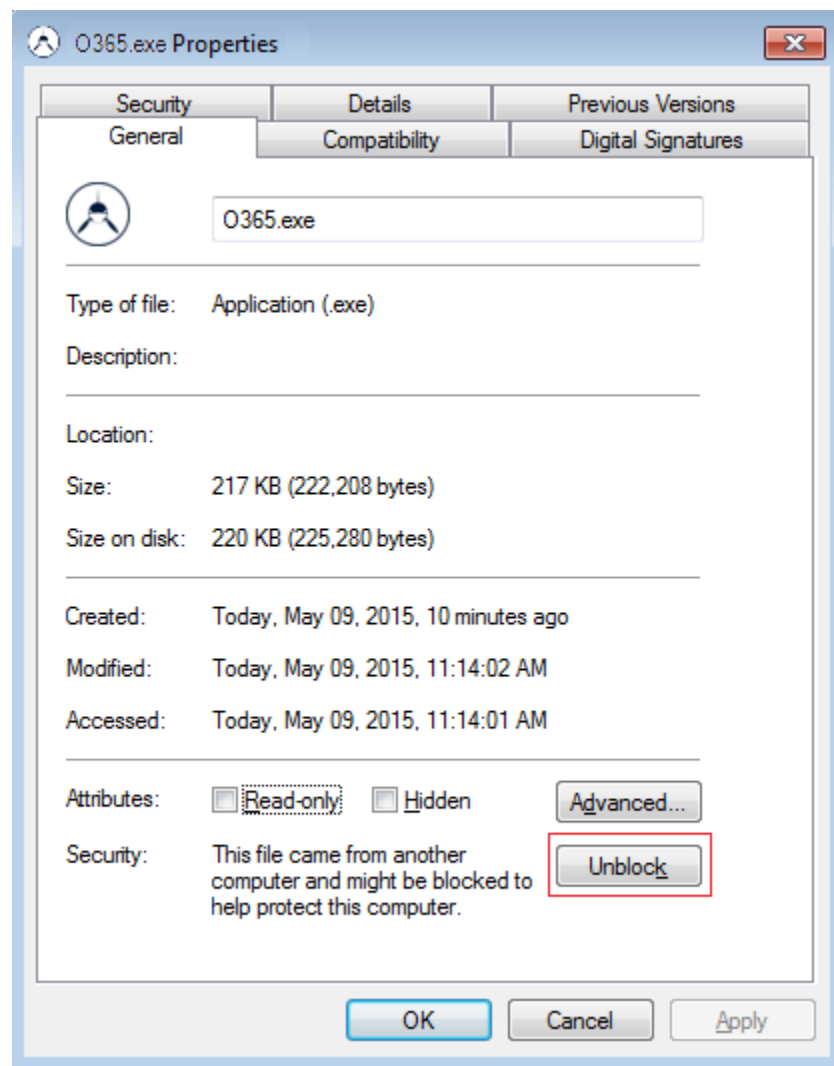 O365.exe Properties
Security Details Previous Versions
General Compatibility Digital Signatures
O365.exe
Type of file: Application (.exe)
Description:
Location:
Size: 217 KB (222,208 bytes)
Size on disk: 220 KB (225,280 bytes)
Created: Today, May 09, 2015, 10 minutes ago
Modified: Today, May 09, 2015, 11:14:02 AM
Accessed: Today, May 09, 2015, 11:14:01 AM
Attributes: Read-only Hidden Advanced...
Security: This file came from another Unblock
computer and might be blocked to
help protect this computer.
OK Cancel Apply